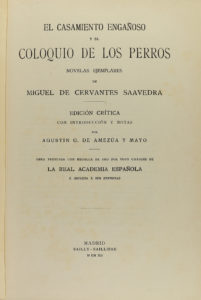 EL CASAMIENTO ENGAÑOSO
Y EL
COLOQUIO DE LOS PERROS
NOVELAS EJEMPLARES
DE
MIGUEL DE CERVANTES SAAVEDRA
EDICIÓN CRÍTICA
CON INTRODUCCIÓN Y NOTAS
POR
AGUSTÍN G. DE AMEZÚA Y MAYO
OBRA PREMIADA CON MEDALLA DE ORO POR VOTO UNÁNIME DE
LA REAL ACADEMIA ESPAÑOLA
É IMPRESA Á SUS EXPENSAS
MADRID
BAILLY-BAILLIERE